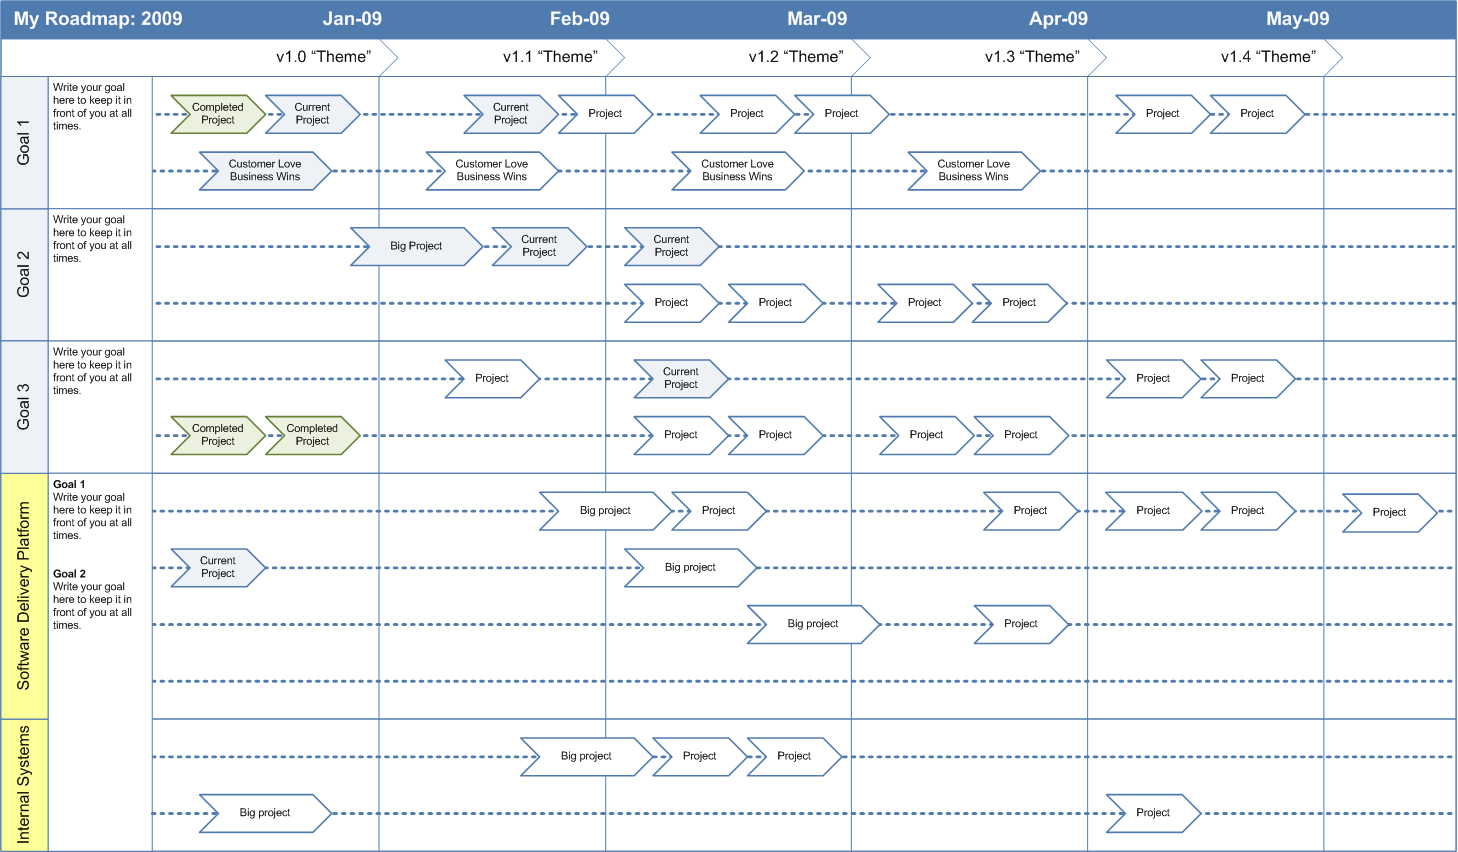 My Roadmap: 2009 Jan-09 Feb-09 Mar-09 Apr-09 May-09
v1.0 “Theme” v1.1 “Theme” v1.2 “Theme” v1.3 “Theme” v1.4 “Theme”
Goal 1
Write your goal
here to keep it in
front of you at all
times.
Completed
Project
Current
Project
Current
Project
Project
Project
Project
Project
Project
Customer Love
Business Wins
Customer Love
Business Wins
Customer Love
Business Wins
Customer Love
Business Wins
Goal 2
Write your goal
here to keep it in
front of you at all
times.
Big Project
Current
Project
Current
Project
Project
Project
Project
Project
Goal 3
Write your goal
here to keep it in
front of you at all
times.
Project
Current
Project
Project
Project
Completed
Project
Completed
Project
Project
Project
Project
Project
Software Delivery Platform
Goal 1
Write your goal
here to keep it in
front of you at all
times.
Goal 2
Write your goal
here to keep it in
front of you at all
times.
Big project
Project
Project
Project
Project
Project
Current
Project
Big project
Big project
Project
Internal Systems
Big project
Project
Project
Big project
Project